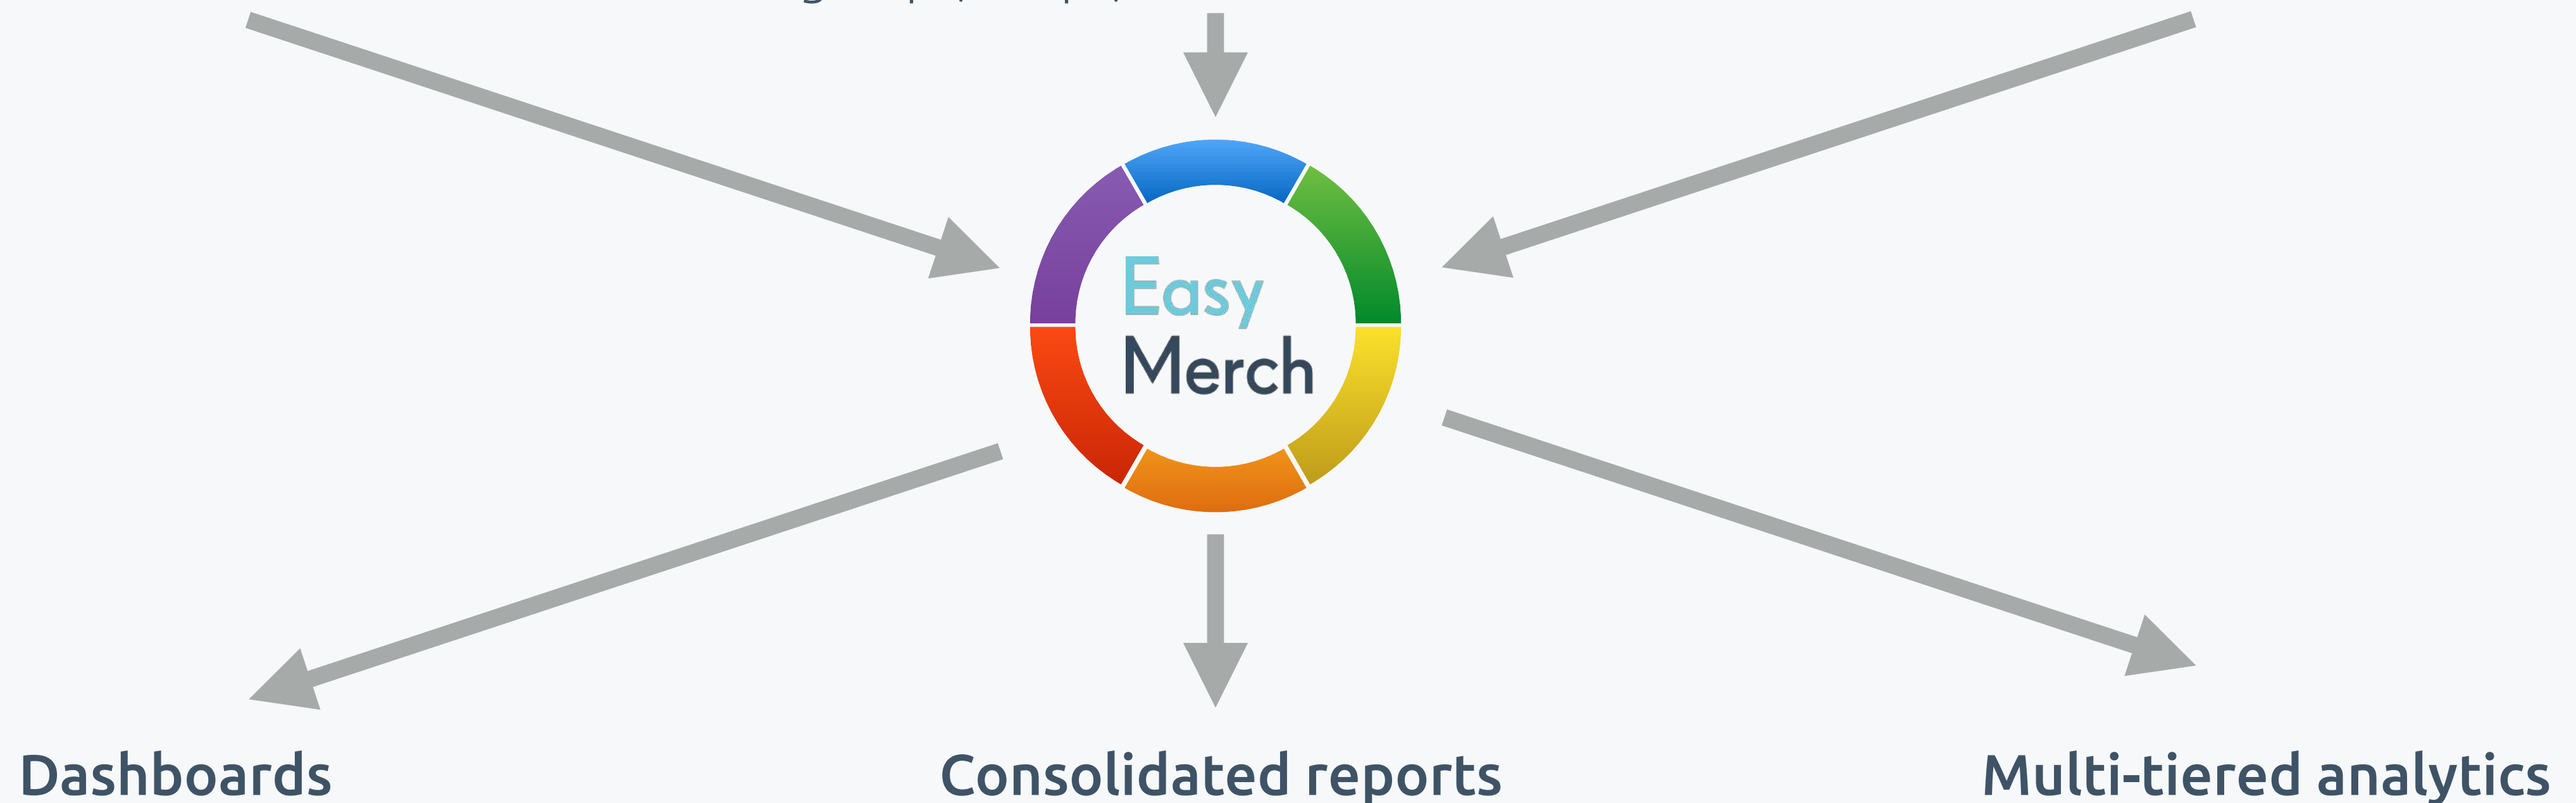 Easy
Merch
Dashboards
Consolidated reports
Multi-tiered analytics